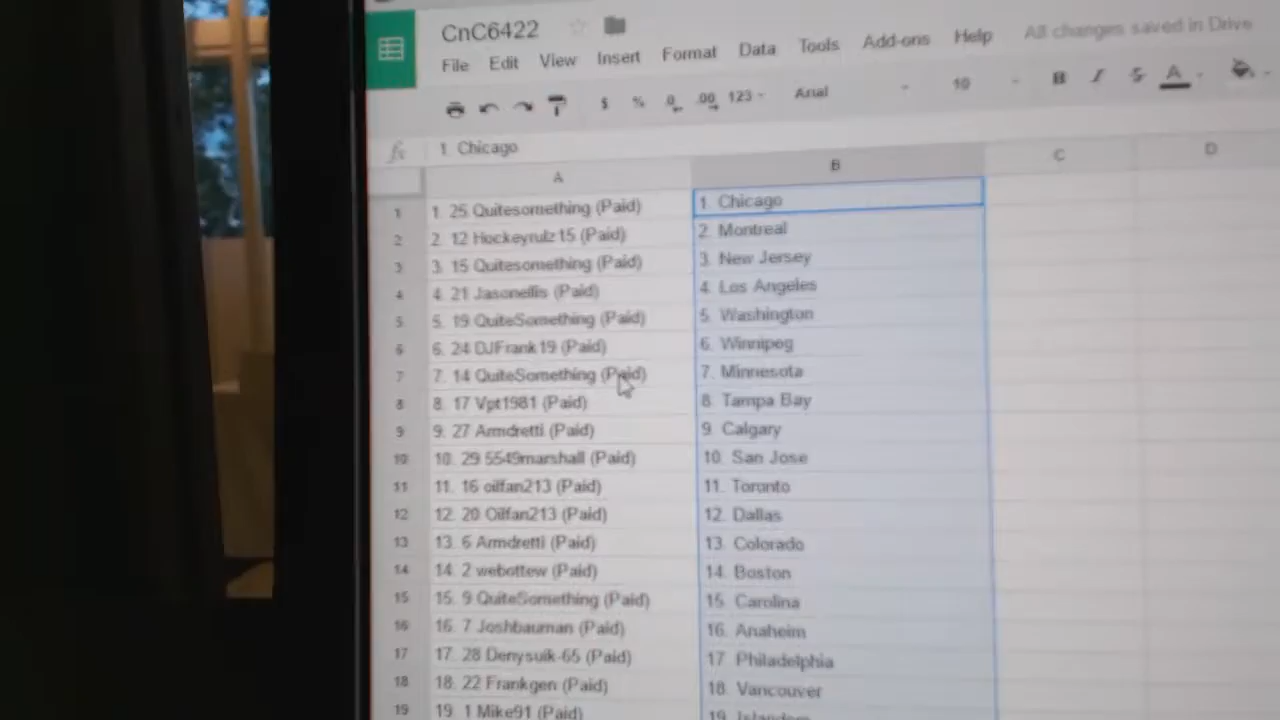 CnC6422
File Edit View Insert Format Data Tools Add-ons Help All changes saved in Drive
$ % .0 .00 123 Arial 10 B I S A
fx 1 Chicago
A B C D
1 1. 25 Quitesomething (Paid) 1. Chicago
2 2. 12 Hockeyrulz15 (Paid) 2. Montreal
3 3. 15 Quitesomething (Paid) 3. New Jersey
4 4. 21 Jasonellis (Paid) 4. Los Angeles
5 5. 19 QuiteSomething (Paid) 5. Washington
6 6. 24 DJFrank19 (Paid) 6. Winnipeg
7 7. 14 QuiteSomething (Paid) 7. Minnesota
8 8. 17 Vpt1981 (Paid) 8. Tampa Bay
9 9. 27 Armdretti (Paid) 9. Calgary
10 10. 29 5549marshall (Paid) 10. San Jose
11 11. 16 oilfan213 (Paid) 11. Toronto
12 12. 20 Oilfan213 (Paid) 12. Dallas
13 13. 6 Armdretti (Paid) 13. Colorado
14 14. 2 webottew (Paid) 14. Boston
15 15. 9 QuiteSomething (Paid) 15. Carolina
16 16. 7 Joshbauman (Paid) 16. Anaheim
17 17. 28 Denysuik-65 (Paid) 17. Philadelphia
18 18. 22 Frankgen (Paid) 18. Vancouver
19 19. 1 Mike91 (Paid) 19.